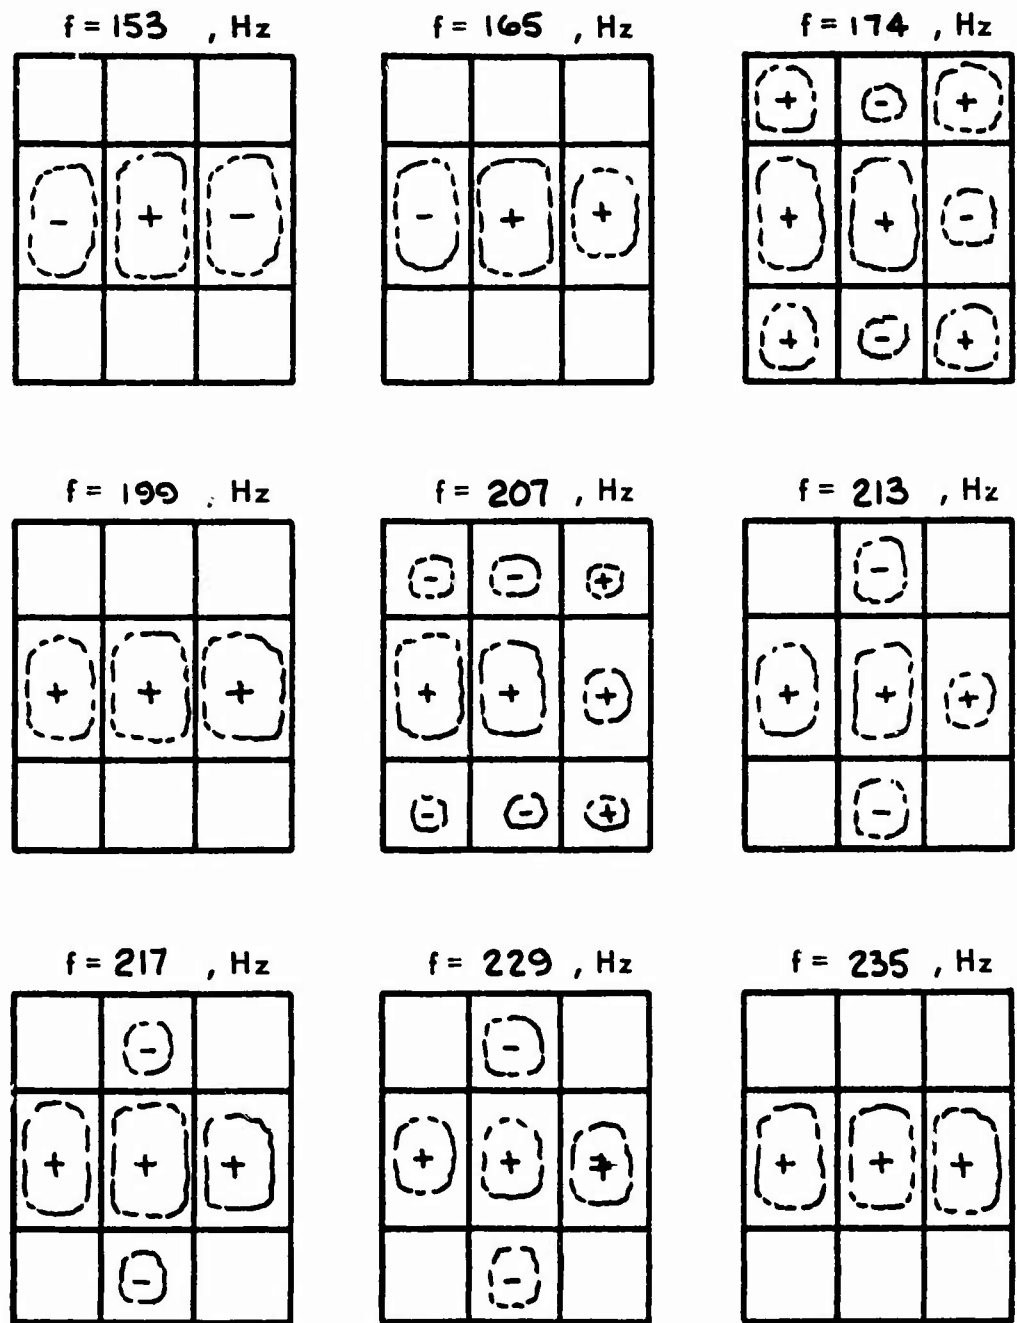 f = 153 , Hz
f = 165 , Hz
f = 174 , Hz
+ - +
- + -
- + +
+ + -
+ - +
f = 199 , Hz
f = 207 , Hz
f = 213 , Hz
- - +
-
+ + +
+ + +
+ + +
- - +
-
f = 217 , Hz
f = 229 , Hz
f = 235 , Hz
-
-
+ + +
+ + +
+ + +
-
-